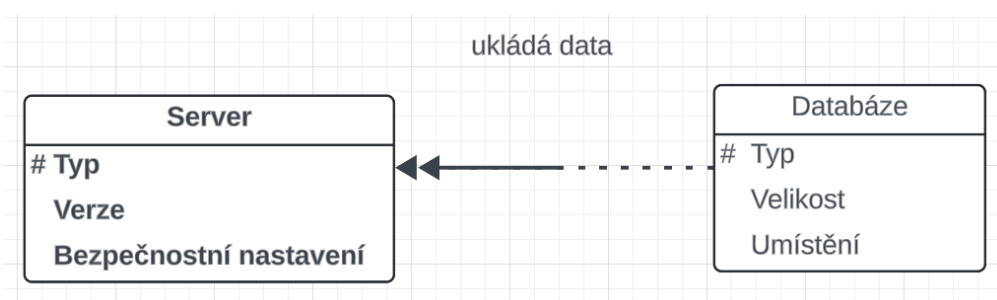 ukládá data
Server
# Typ
Verze
Bezpečnostní nastavení
Databáze
# Typ
Velikost
Umístění